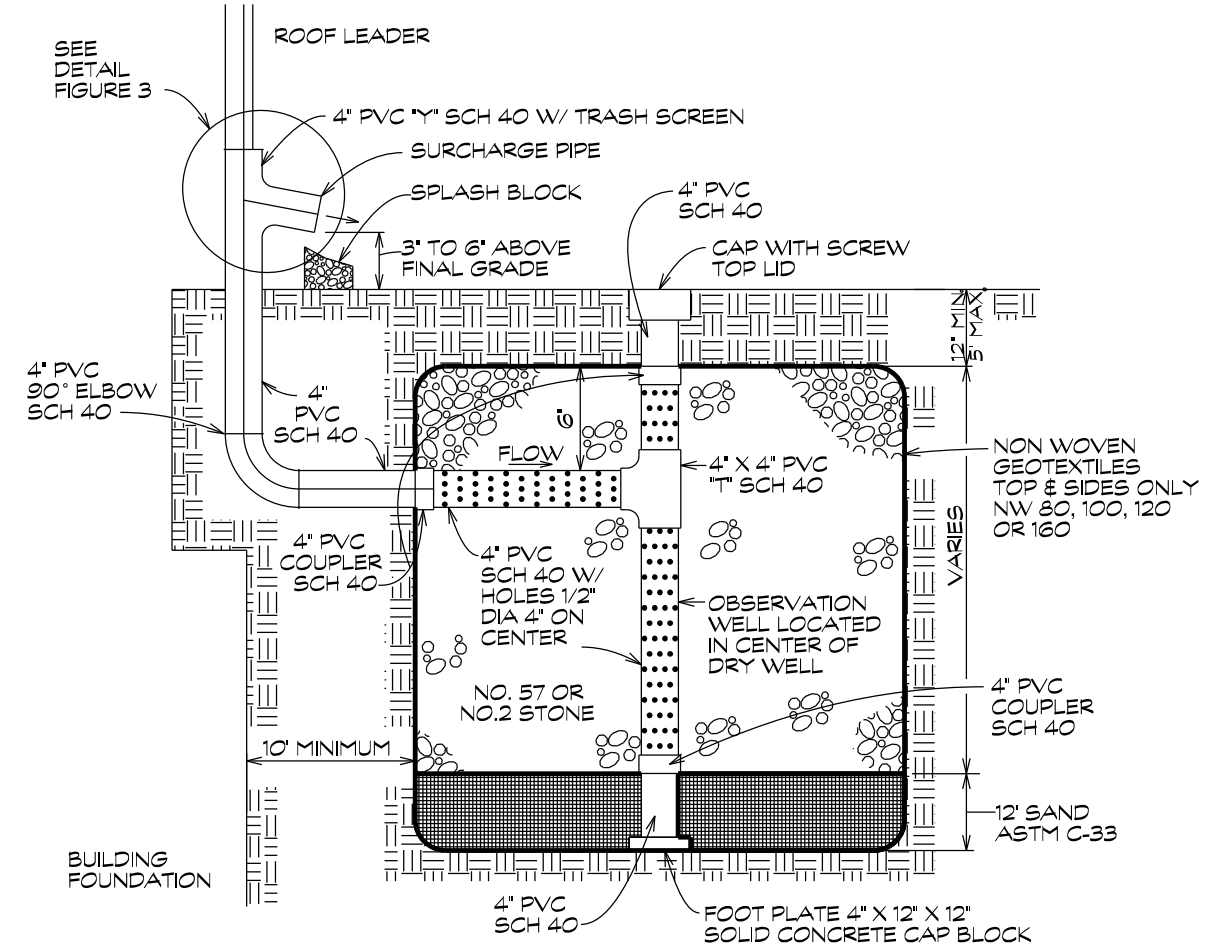 ROOF LEADER
SEE
DETAIL
FIGURE 3
4" PVC "Y" SCH 40 W/ TRASH SCREEN
SURCHARGE PIPE
SPLASH BLOCK
4" PVC
SCH 40
3" TO 6" ABOVE
FINAL GRADE
CAP WITH SCREW
TOP LID
12" MIN.
5' MAX.
4" PVC
90° ELBOW
SCH 40
4"
PVC
SCH 40
6"
FLOW
4" X 4" PVC
"T" SCH 40
NON WOVEN
GEOTEXTILES
TOP & SIDES ONLY
NW 80, 100, 120
OR 160
VARIES
4" PVC
COUPLER
SCH 40
4" PVC
SCH 40 W/
HOLES 1/2"
DIA 4" ON
CENTER
OBSERVATION
WELL LOCATED
IN CENTER OF
DRY WELL
NO. 57 OR
NO.2 STONE
4" PVC
COUPLER
SCH 40
10' MINIMUM
12' SAND
ASTM C-33
BUILDING
FOUNDATION
4" PVC
SCH 40
FOOT PLATE 4" X 12" X 12"
SOLID CONCRETE CAP BLOCK